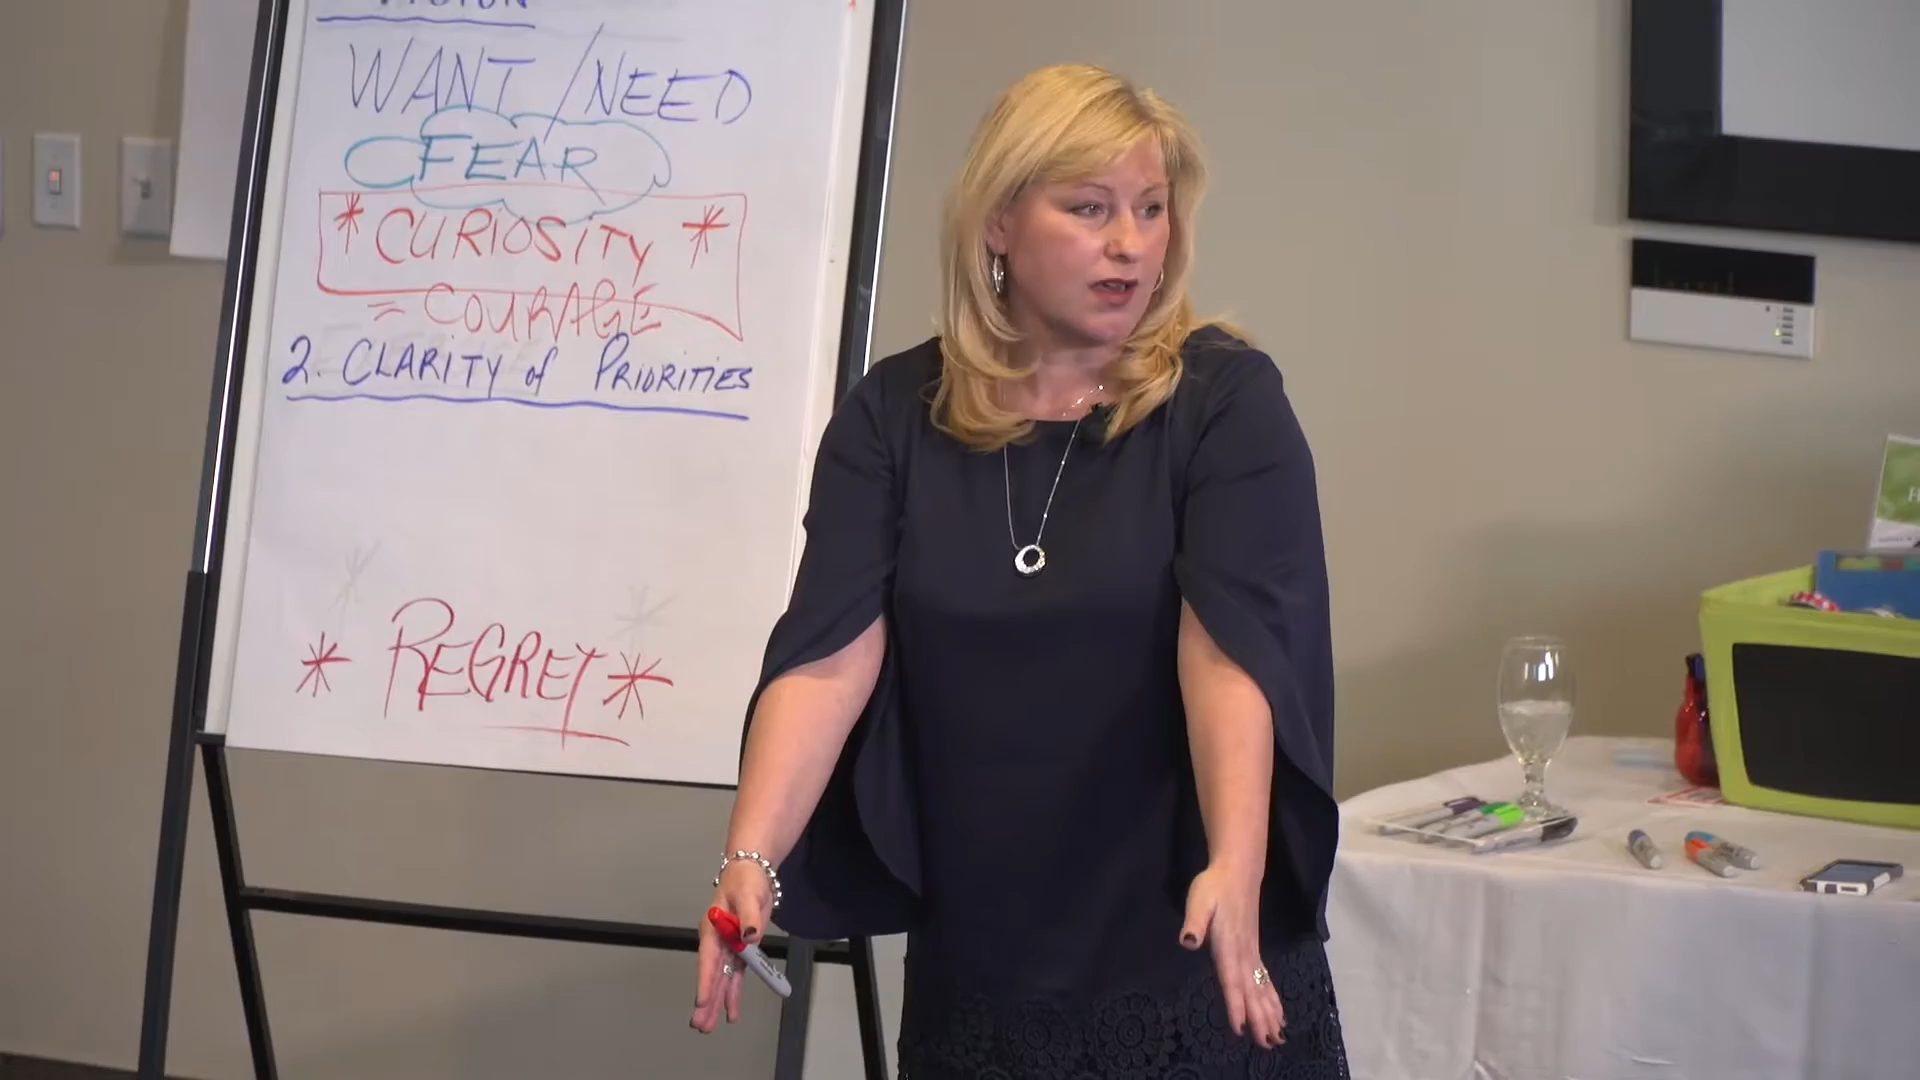 WANT/NEED
FEAR
* CURIOSITY *
= COURAGE
2. CLARITY of PRIORITIES
* REGRET *